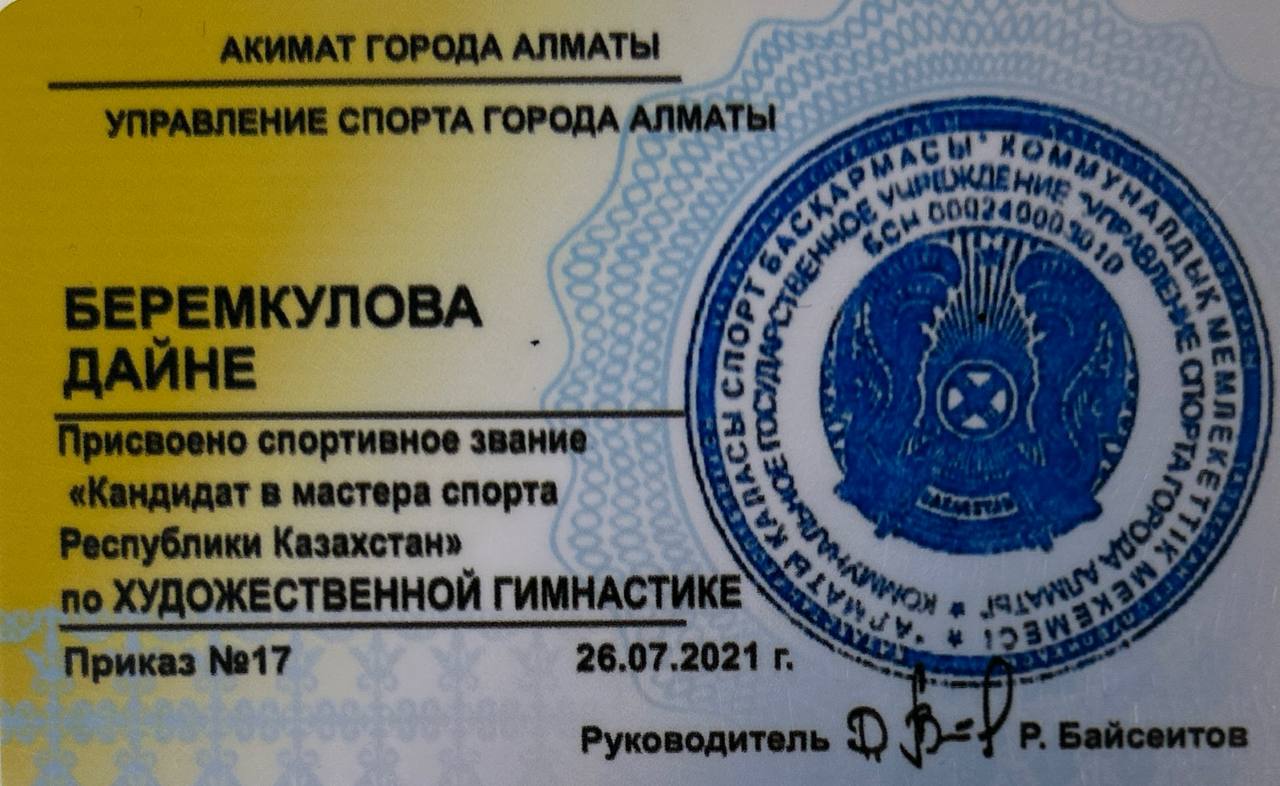 АКИМАТ ГОРОДА АЛМАТЫ
УПРАВЛЕНИЕ СПОРТА ГОРОДА АЛМАТЫ
БЕРЕМКУЛОВА
ДАЙНЕ
Присвоено спортивное звание
«Кандидат в мастера спорта
Республики Казахстан»
по ХУДОЖЕСТВЕННОЙ ГИМНАСТИКЕ
Приказ №17 26.07.2021 г.
Руководитель Р. Байсеитов
"АЛМАТЫ ҚАЛАСЫ СПОРТ БАСҚАРМАСЫ" КОММУНАЛДЫҚ МЕМЛЕКЕТТІК МЕКЕМЕСІ
КОММУНАЛЬНОЕ ГОСУДАРСТВЕННОЕ УЧРЕЖДЕНИЕ "УПРАВЛЕНИЕ СПОРТА ГОРОДА АЛМАТЫ"
БСН 000240003010